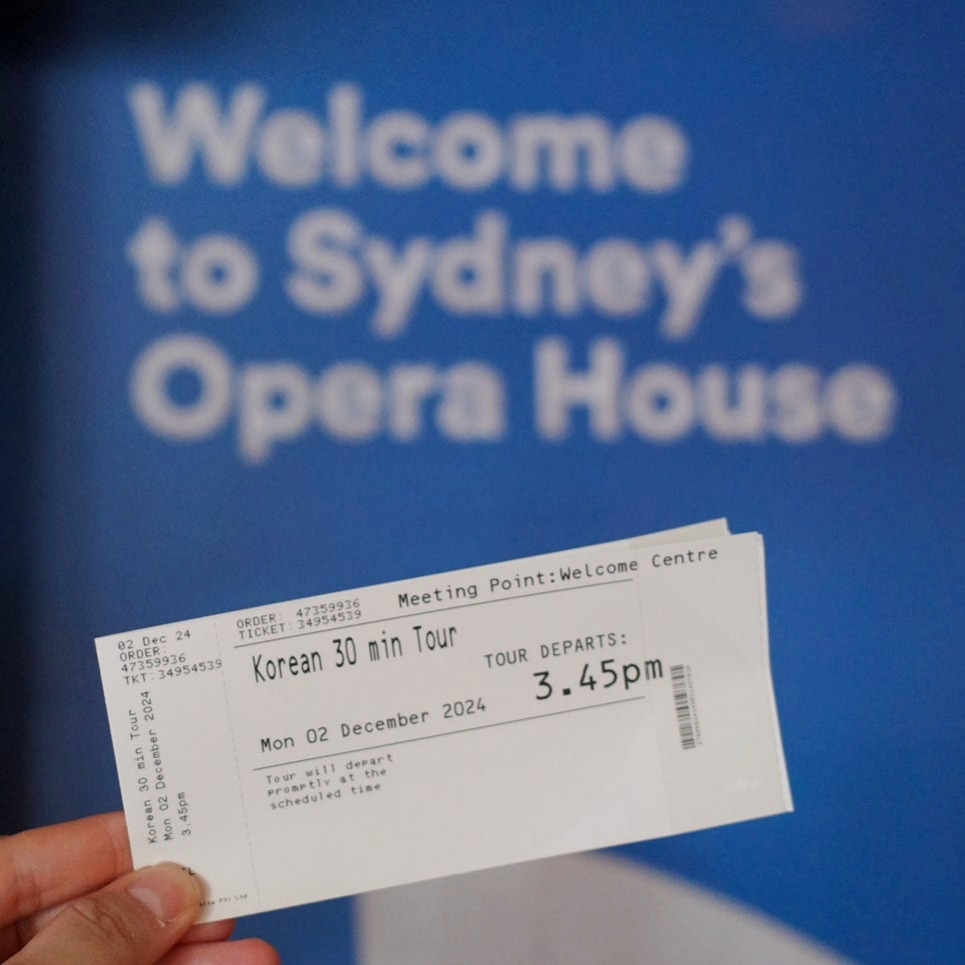 Welcome
to Sydney's
Opera House
02 Dec 24
ORDER:
47359936
TKT:34954539
Korean 30 min Tour
Mon 02 December 2024
3.45pm
ORDER: 47359936
TICKET:34954539
Meeting Point:Welcome Centre
Korean 30 min Tour
TOUR DEPARTS:
3.45pm
Mon 02 December 2024
Tour will depart
promptly at the
scheduled time
Pty Ltd